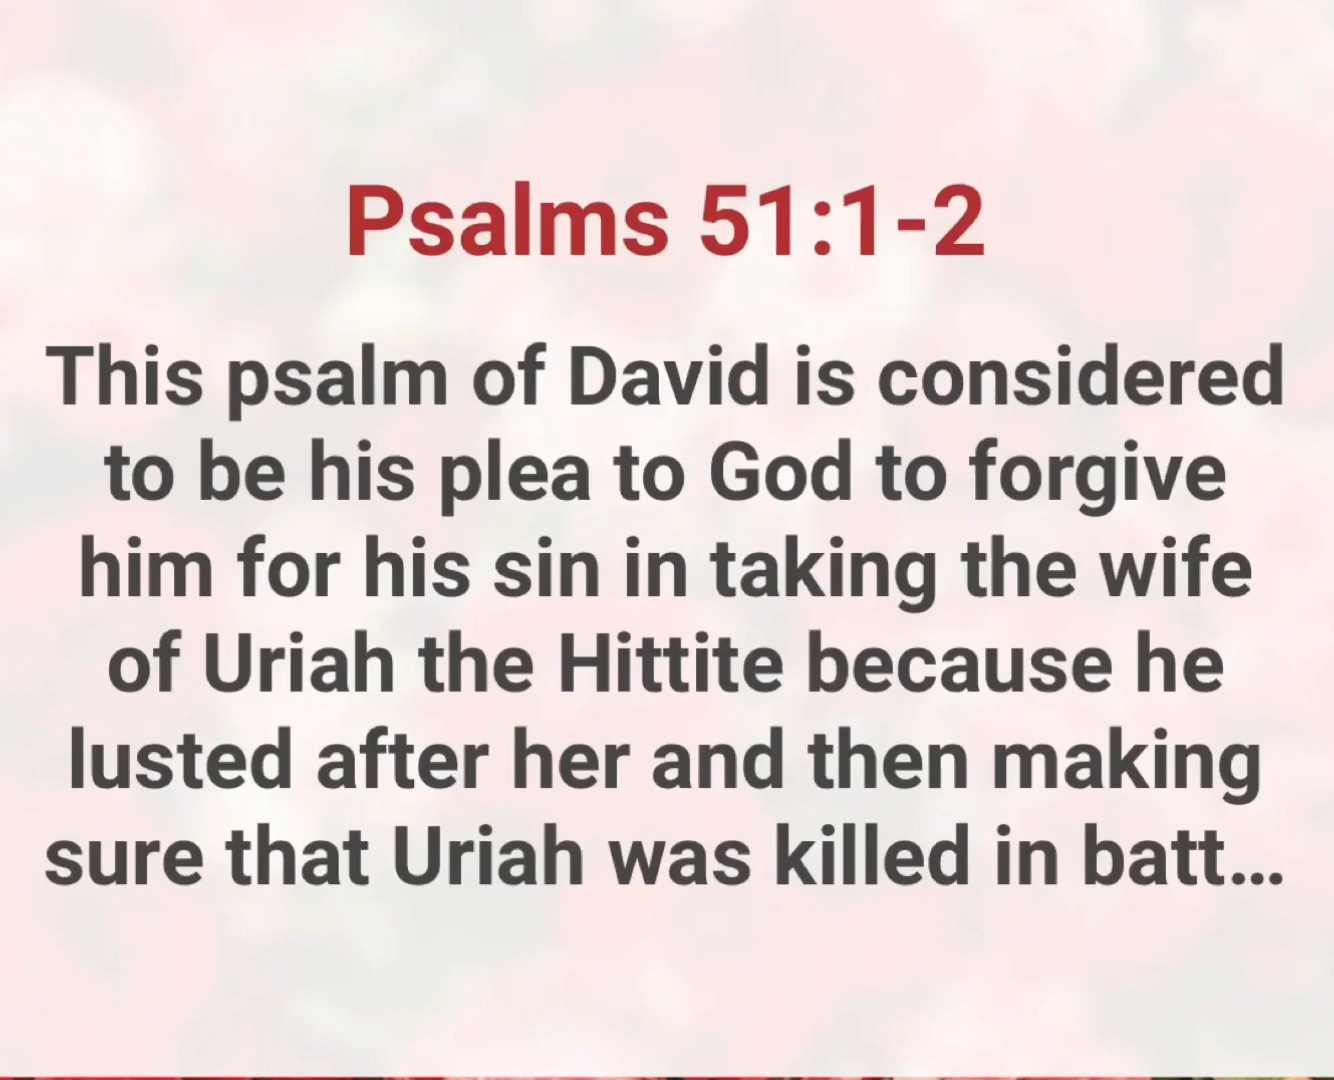 Psalms 51:1-2
This psalm of David is considered
to be his plea to God to forgive
him for his sin in taking the wife
of Uriah the Hittite because he
lusted after her and then making
sure that Uriah was killed in batt...